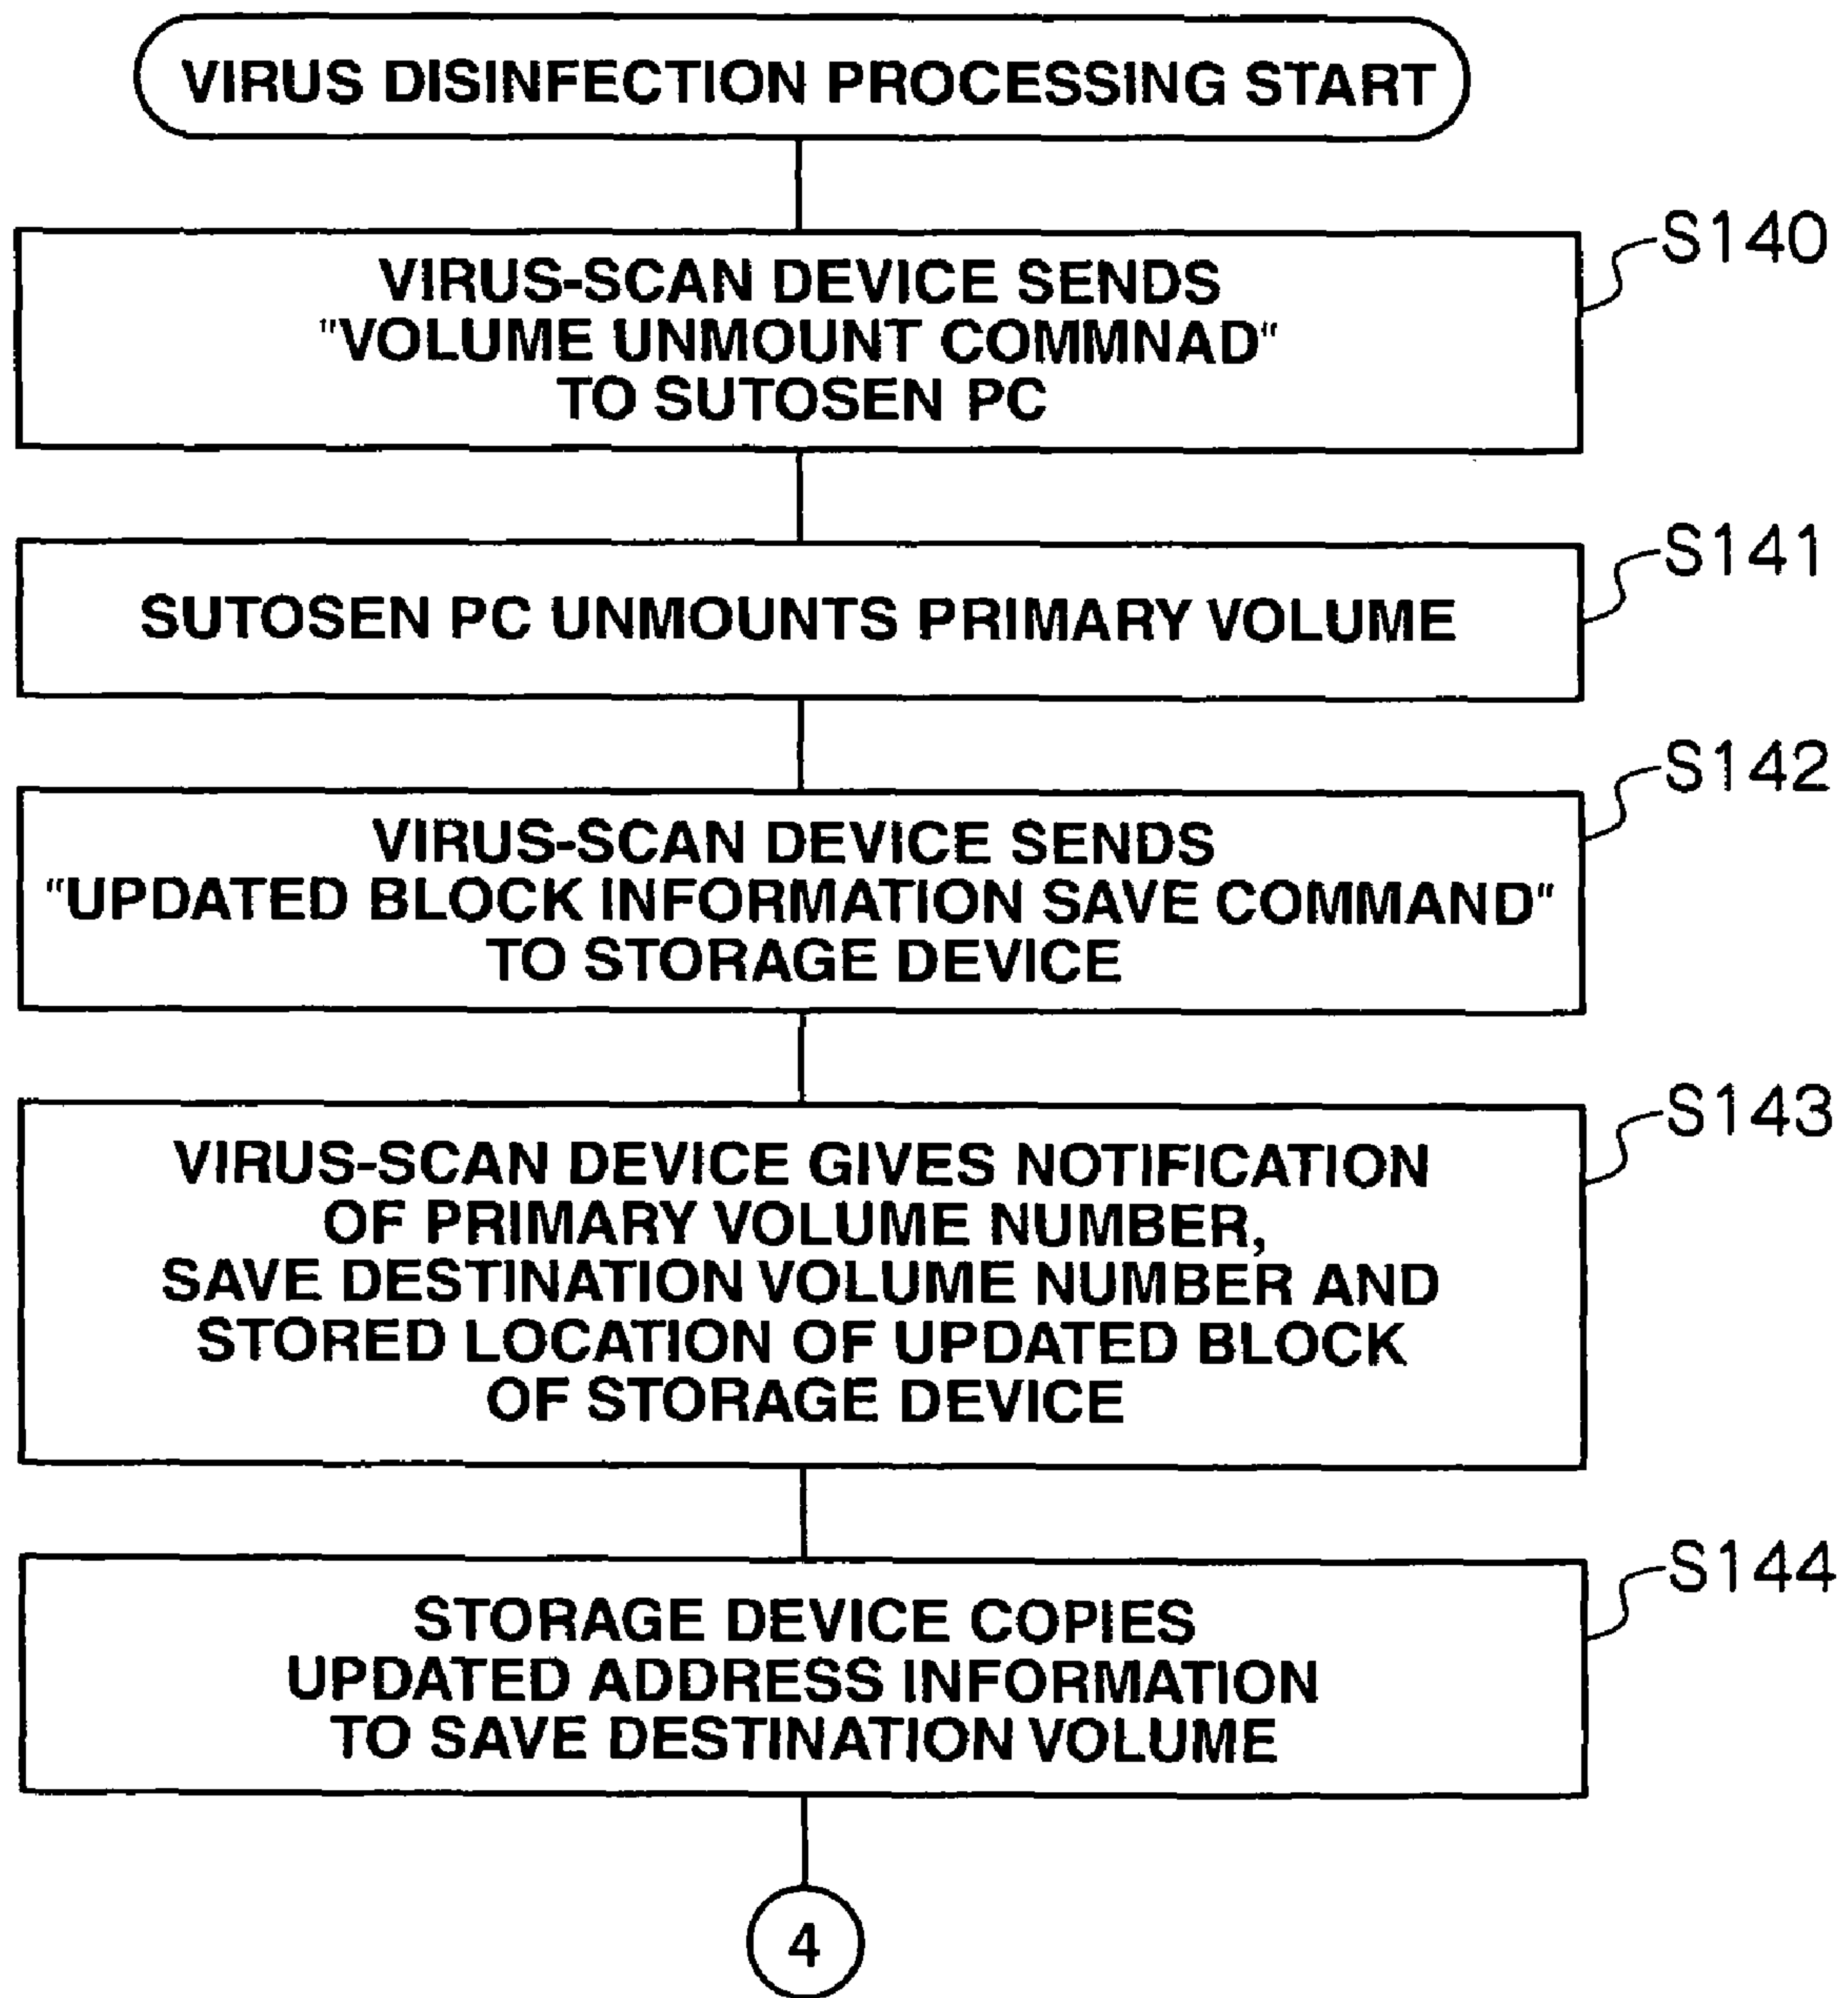 VIRUS DISINFECTION PROCESSING START
S140
VIRUS-SCAN DEVICE SENDS
"VOLUME UNMOUNT COMMNAD"
TO SUTOSEN PC
S141
SUTOSEN PC UNMOUNTS PRIMARY VOLUME
S142
VIRUS-SCAN DEVICE SENDS
"UPDATED BLOCK INFORMATION SAVE COMMAND"
TO STORAGE DEVICE
S143
VIRUS-SCAN DEVICE GIVES NOTIFICATION
OF PRIMARY VOLUME NUMBER,
SAVE DESTINATION VOLUME NUMBER AND
STORED LOCATION OF UPDATED BLOCK
OF STORAGE DEVICE
S144
STORAGE DEVICE COPIES
UPDATED ADDRESS INFORMATION
TO SAVE DESTINATION VOLUME
4